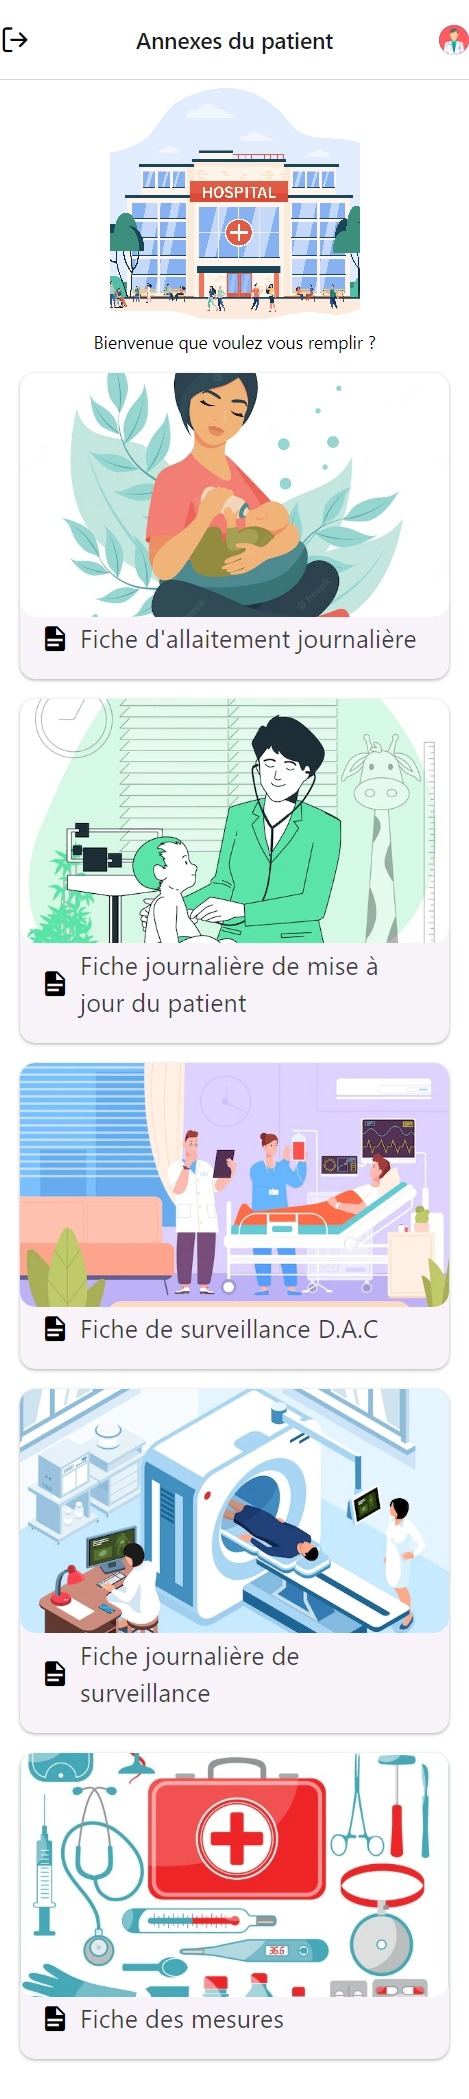 Annexes du patient
HOSPITAL
Bienvenue que voulez vous remplir ?
Fiche d'allaitement journalière
Fiche journalière de mise à
jour du patient
Fiche de surveillance D.A.C
Fiche journalière de
surveillance
36.6
Fiche des mesures